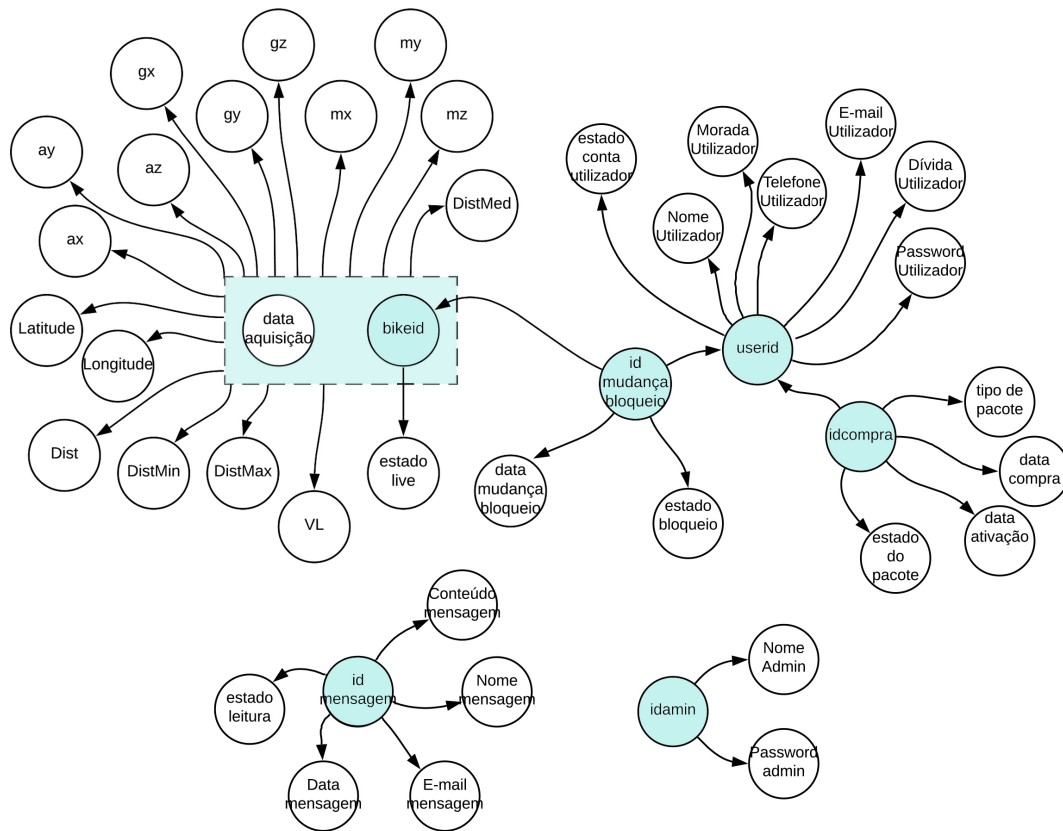 gx
gz
my
gy
mx
mz
ay
az
ax
DistMed
Latitude
Longitude
data
aquisição
bikeid
Dist
DistMin
DistMax
VL
estado
live
estado
conta
utilizador
Morada
Utilizador
E-mail
Utilizador
Nome
Utilizador
Telefone
Utilizador
Dívida
Utilizador
Password
Utilizador
userid
id
mudança
bloqueio
data
mudança
bloqueio
estado
bloqueio
idcompra
tipo de
pacote
data
compra
data
ativação
estado
do
pacote
Conteúdo
mensagem
id
mensagem
estado
leitura
Nome
mensagem
Data
mensagem
E-mail
mensagem
idamin
Nome
Admin
Password
admin